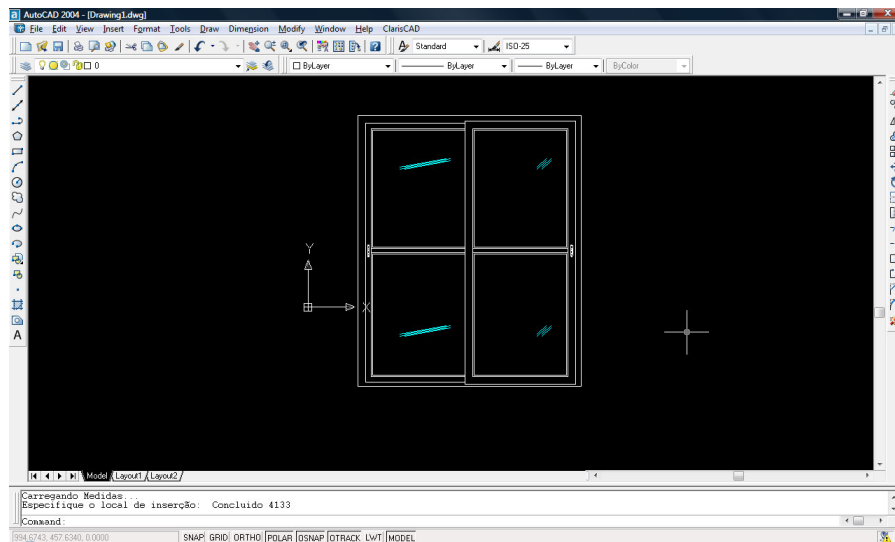 AutoCAD 2004 - [Drawing1.dwg]
File Edit View Insert Format Tools Draw Dimension Modify Window Help ClarisCAD
Standard ISO-25
0 ByLayer ByLayer ByLayer ByColor
Y
X
A
Model Layout1 Layout2
Carregando Medidas...
Especifique o local de inserção: Concluido 4133
Command:
994.6743, 457.6340, 0.0000 SNAP GRID ORTHO POLAR OSNAP OTRACK LWT MODEL